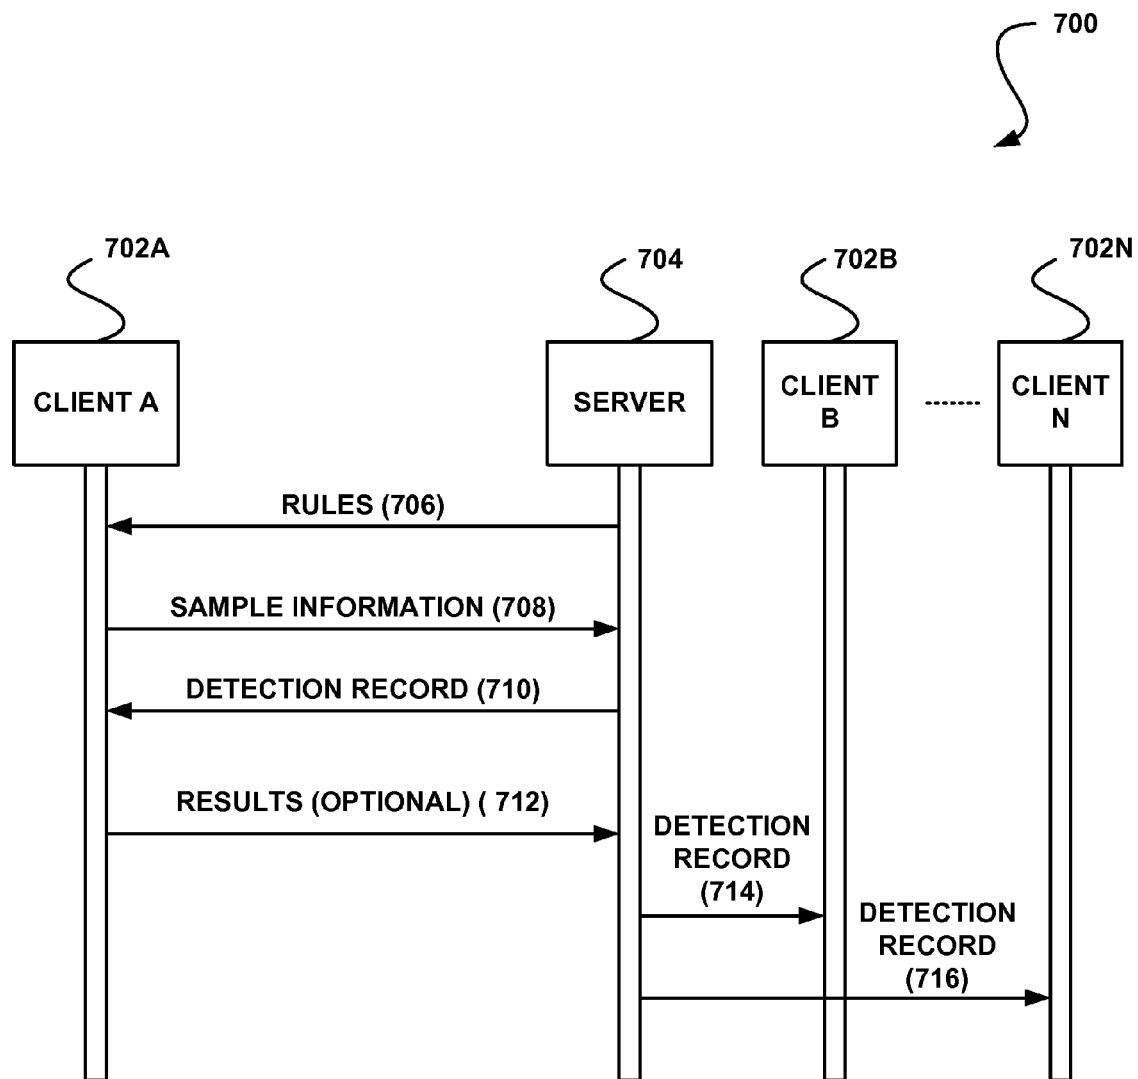 700
702A
704
702B
702N
CLIENT A
SERVER
CLIENT
B
.......
CLIENT
N
RULES (706)
SAMPLE INFORMATION (708)
DETECTION RECORD (710)
RESULTS (OPTIONAL) ( 712)
DETECTION
RECORD
(714)
DETECTION
RECORD
(716)